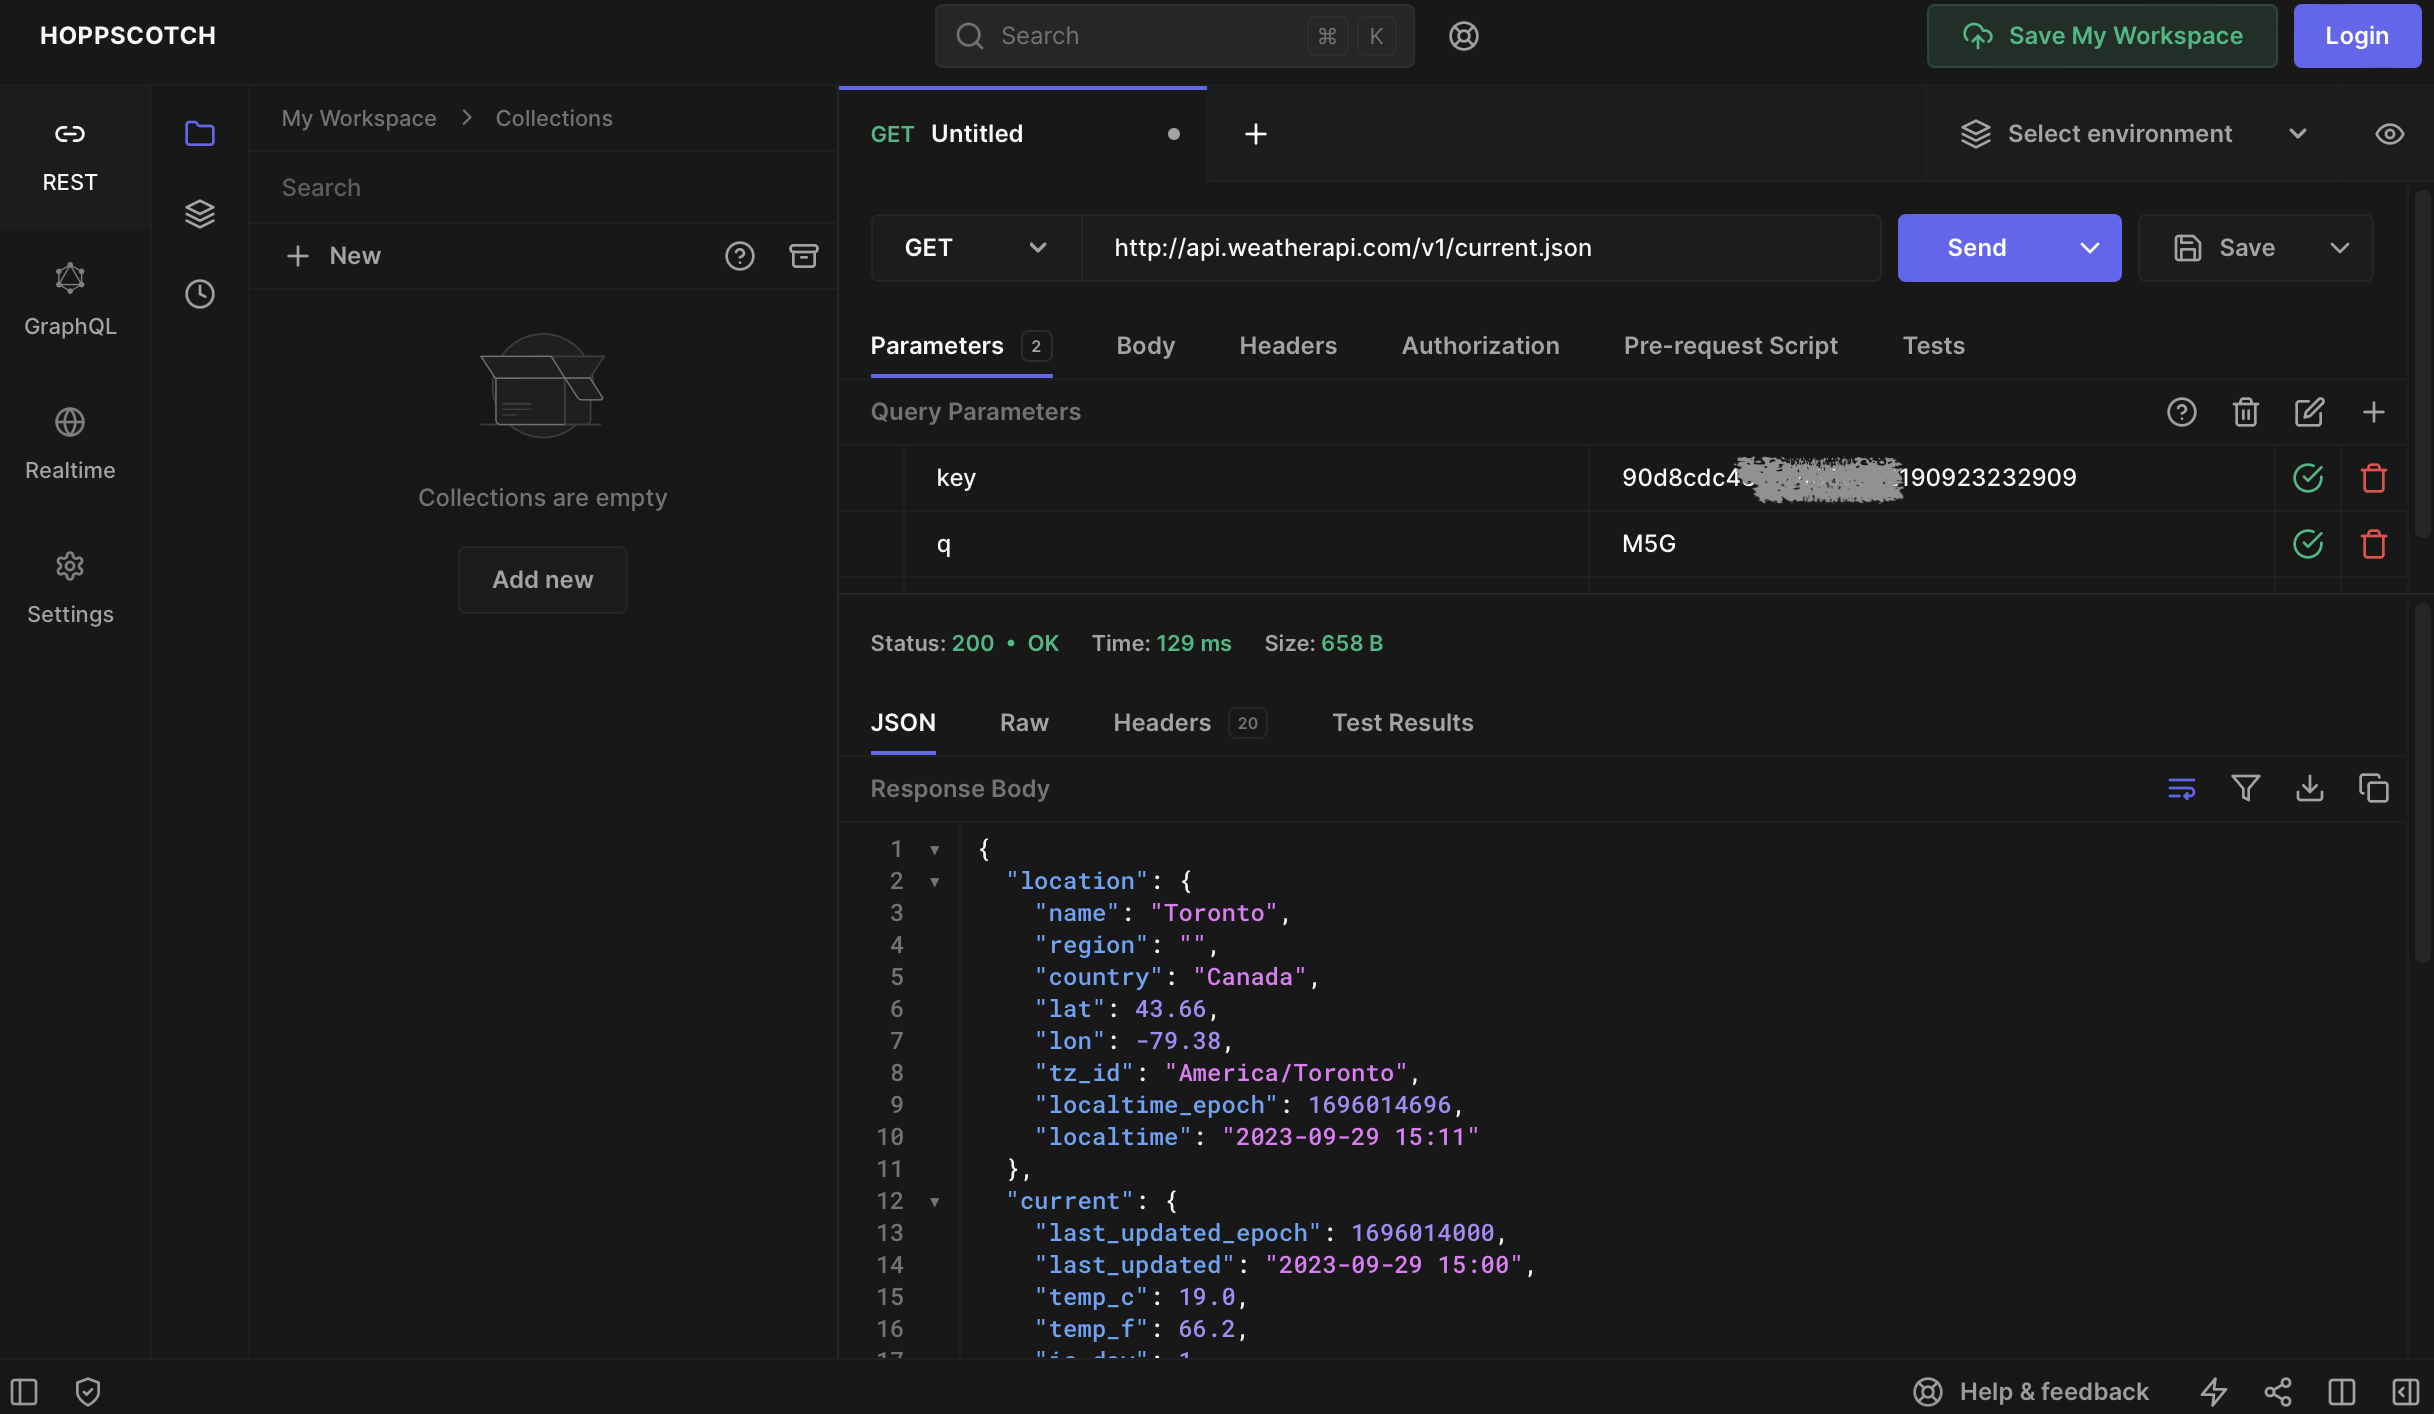 HOPPSCOTCH
Search ⌘ K
Save My Workspace
Login
REST
GraphQL
Realtime
Settings
My Workspace > Collections
Search
+ New
Collections are empty
Add new
GET Untitled
Select environment
GET http://api.weatherapi.com/v1/current.json
Send
Save
Parameters 2 Body Headers Authorization Pre-request Script Tests
Query Parameters
key 90d8cdc4 190923232909
q M5G
Status: 200 • OK Time: 129 ms Size: 658 B
JSON Raw Headers 20 Test Results
Response Body
1 {
2 "location": {
3 "name": "Toronto",
4 "region": "",
5 "country": "Canada",
6 "lat": 43.66,
7 "lon": -79.38,
8 "tz_id": "America/Toronto",
9 "localtime_epoch": 1696014696,
10 "localtime": "2023-09-29 15:11"
11 },
12 "current": {
13 "last_updated_epoch": 1696014000,
14 "last_updated": "2023-09-29 15:00",
15 "temp_c": 19.0,
16 "temp_f": 66.2,
Help & feedback